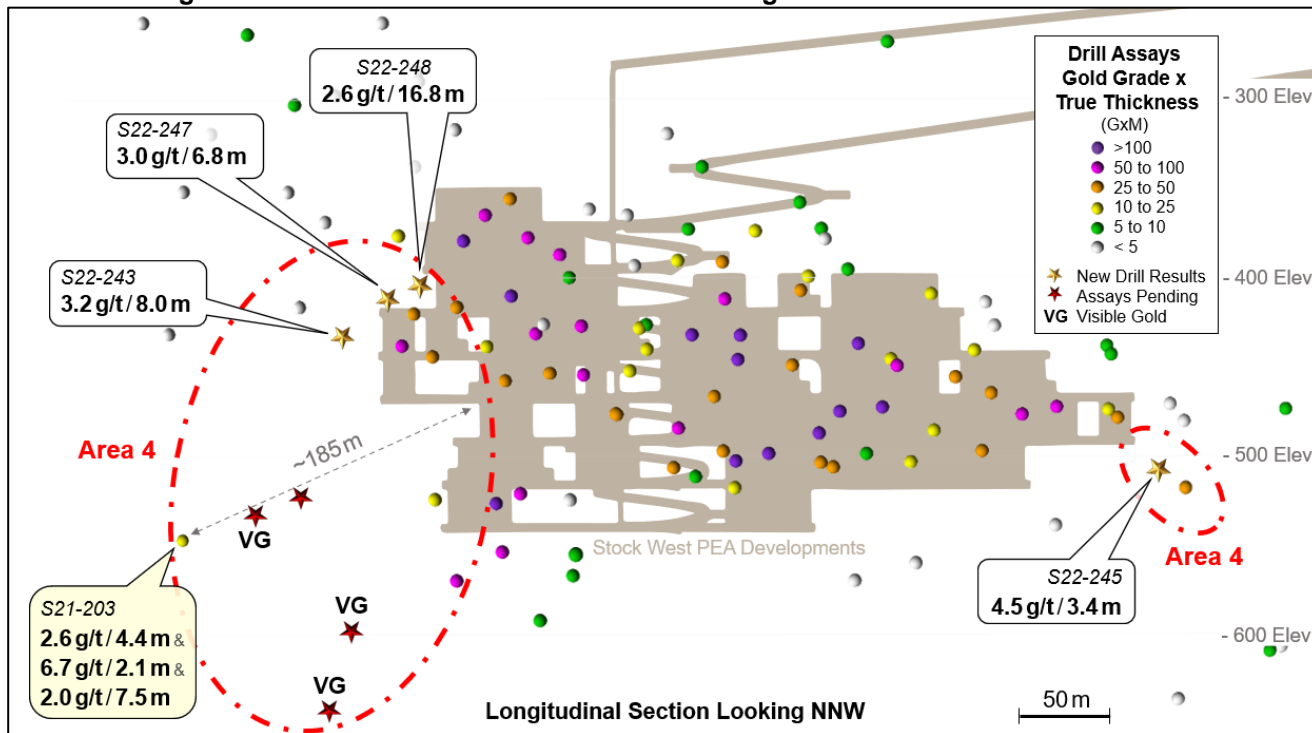 S22-248
2.6 g/t / 16.8 m
S22-247
3.0 g/t / 6.8 m
S22-243
3.2 g/t / 8.0 m
Drill Assays
Gold Grade x
True Thickness
(GxM)
>100
50 to 100
25 to 50
10 to 25
5 to 10
< 5
New Drill Results
Assays Pending
VG Visible Gold
- 300 Elev
- 400 Elev
- 500 Elev
- 600 Elev
Area 4
~185 m
VG
S21-203
2.6 g/t / 4.4 m &
6.7 g/t / 2.1 m &
2.0 g/t / 7.5 m
VG
VG
Stock West PEA Developments
Area 4
S22-245
4.5 g/t / 3.4 m
Longitudinal Section Looking NNW
50 m